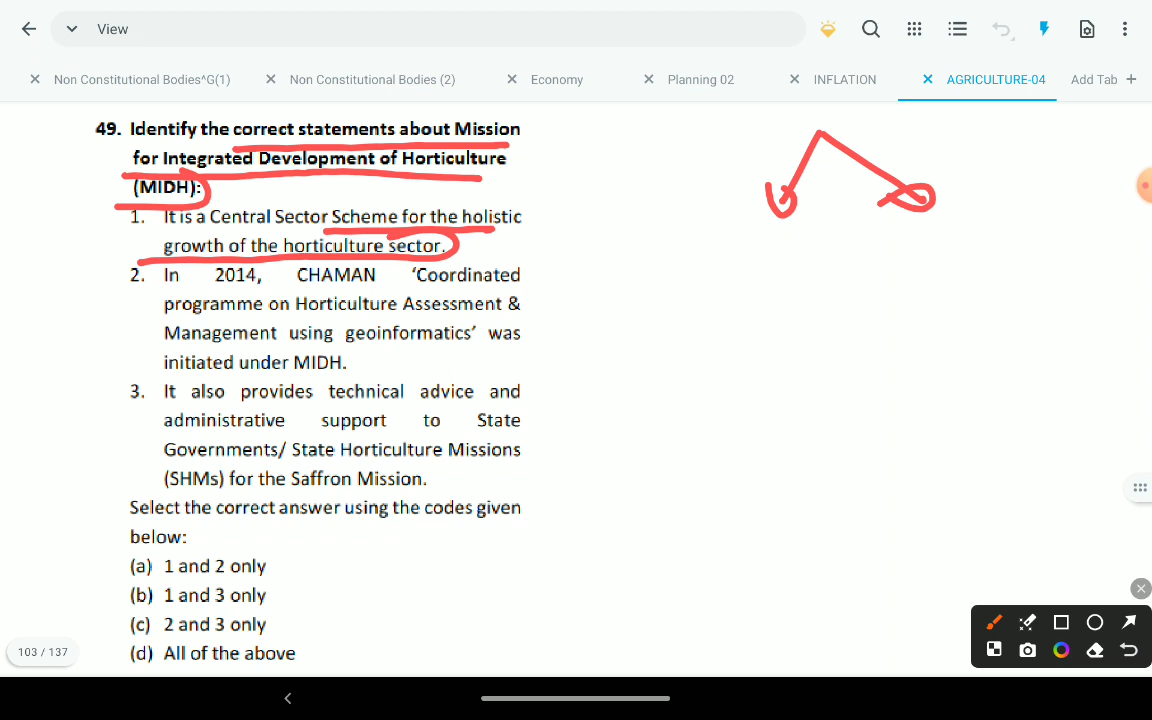 View
Non Constitutional Bodies^G(1)
Non Constitutional Bodies (2)
Economy
Planning 02
INFLATION
AGRICULTURE-04
Add Tab +
49. Identify the correct statements about Mission
for Integrated Development of Horticulture
(MIDH):
1. It is a Central Sector Scheme for the holistic
growth of the horticulture sector.
2. In 2014, CHAMAN ‘Coordinated
programme on Horticulture Assessment &
Management using geoinformatics’ was
initiated under MIDH.
3. It also provides technical advice and
administrative support to State
Governments/ State Horticulture Missions
(SHMs) for the Saffron Mission.
Select the correct answer using the codes given
below:
(a) 1 and 2 only
(b) 1 and 3 only
(c) 2 and 3 only
(d) All of the above
103 / 137